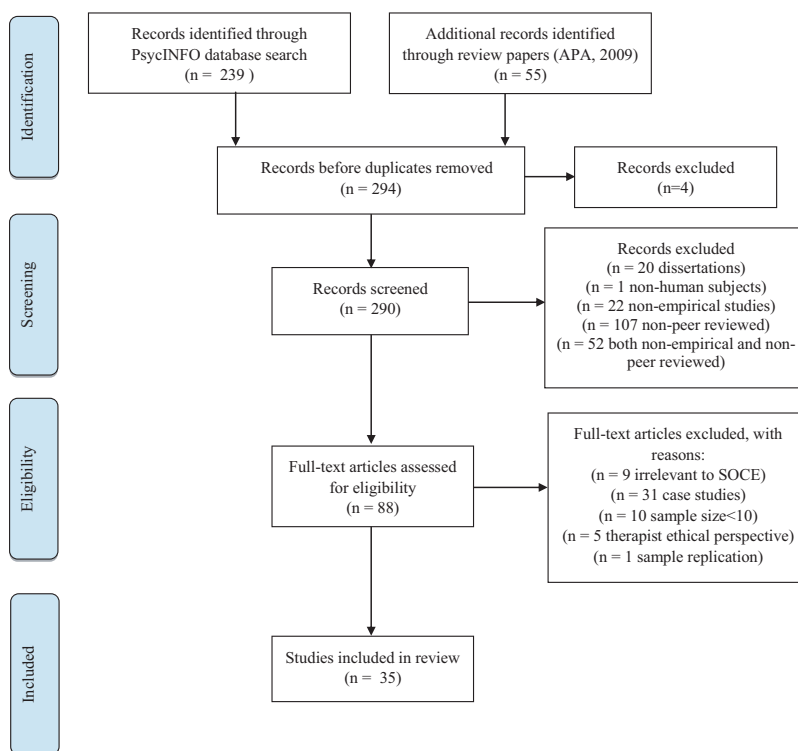 Identification
Records identified through
PsycINFO database search
(n = 239 )
Additional records identified
through review papers (APA, 2009)
(n = 55)
Records before duplicates removed
(n = 294)
Records excluded
(n=4)
Screening
Records screened
(n = 290)
Records excluded
(n = 20 dissertations)
(n = 1 non-human subjects)
(n = 22 non-empirical studies)
(n = 107 non-peer reviewed)
(n = 52 both non-empirical and non-
peer reviewed)
Eligibility
Full-text articles assessed
for eligibility
(n = 88)
Full-text articles excluded, with
reasons:
(n = 9 irrelevant to SOCE)
(n = 31 case studies)
(n = 10 sample size<10)
(n = 5 therapist ethical perspective)
(n = 1 sample replication)
Included
Studies included in review
(n = 35)